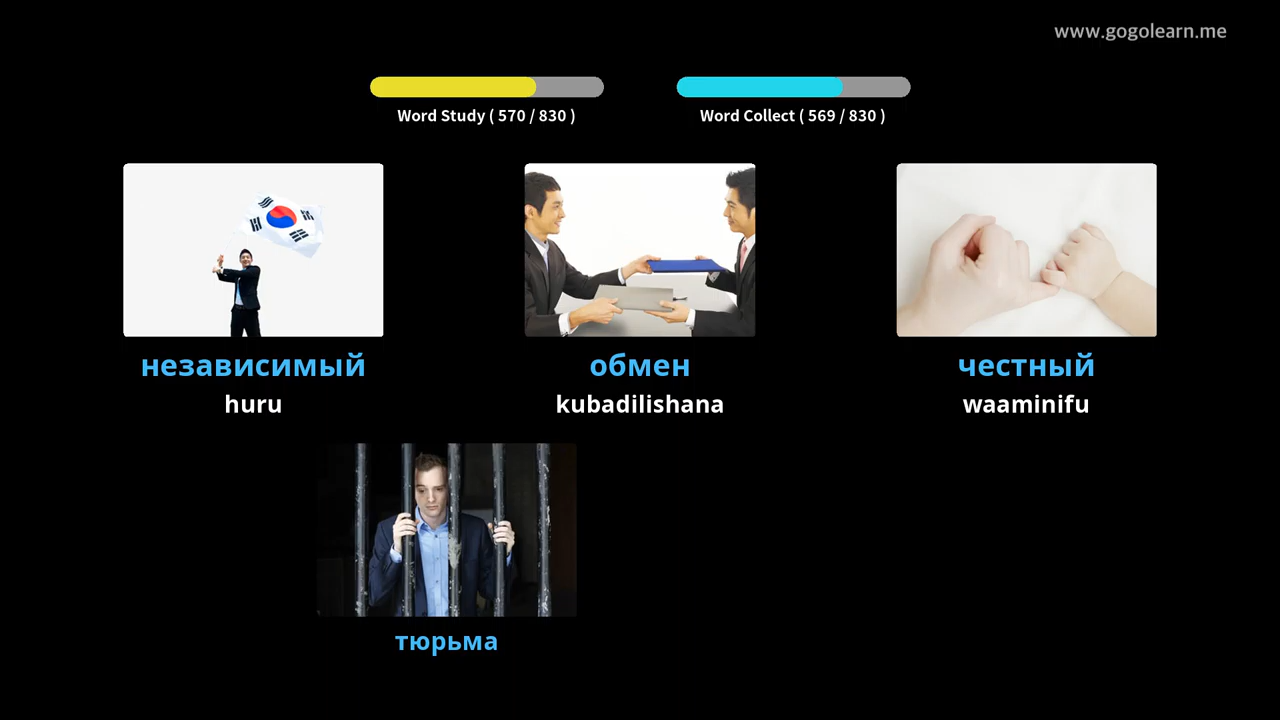 www.gogolearn.me
Word Study ( 570 / 830 )
Word Collect ( 569 / 830 )
независимый
huru
обмен
kubadilishana
честный
waaminifu
тюрьма